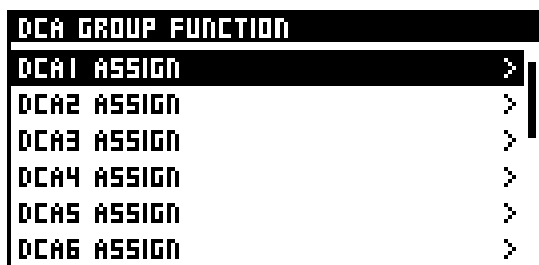 DCA GROUP FUNCTION
DCA1 ASSIGN >
DCA2 ASSIGN >
DCA3 ASSIGN >
DCA4 ASSIGN >
DCA5 ASSIGN >
DCA6 ASSIGN >